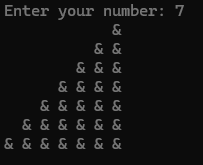 Enter your number: 7
            &
          & &
        & & &
      & & & &
    & & & & &
  & & & & & &
& & & & & & &